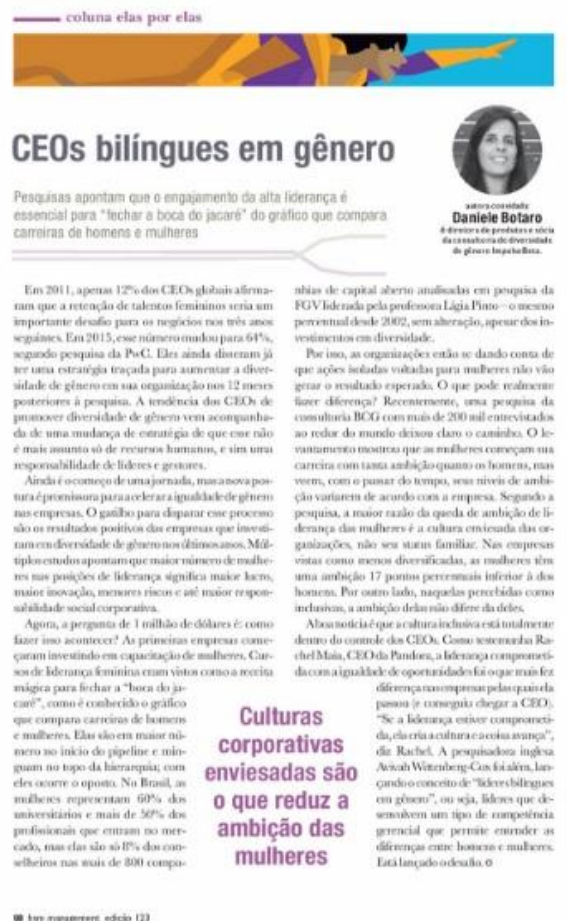 coluna elas por elas
CEOs bilíngues em gênero
Pesquisas apontam que o engajamento da alta liderança é
essencial para "fechar a boca do jacaré" do gráfico que compara
carreiras de homens e mulheres
autora convidada
Daniele Botaro
é diretora de produtos e sócia
da consultoria de diversidade
de gênero Impulso Beta.
Em 2011, apenas 12% dos CEOs globais afirma-
ram que a retenção de talentos femininos seria um
importante desafio para os negócios nos três anos
seguintes. Em 2015, esse número mudou para 64%,
segundo pesquisa da PwC. Eles ainda disseram já
ter uma estratégia traçada para aumentar a diver-
sidade de gênero em sua organização nos 12 meses
posteriores à pesquisa. A tendência dos CEOs de
promover diversidade de gênero vem acompanha-
da de uma mudança de estratégia de que esse não
é mais assunto só de recursos humanos, e sim uma
responsabilidade de líderes e gestores.
Ainda é o começo de uma jornada, mas a nova pos-
tura é promissora para acelerar a igualdade de gênero
nas empresas. O gatilho para disparar esse processo
são os resultados positivos das empresas que investi-
ram em diversidade de gênero nos últimos anos. Múl-
tiplos estudos apontam que maior número de mulhe-
res nas posições de liderança significa maior lucro,
maior inovação, menores riscos e até maior respon-
sabilidade social corporativa.
Agora, a pergunta de 1 milhão de dólares é: como
fazer isso acontecer? As primeiras empresas come-
çaram investindo em capacitação de mulheres. Cur-
sos de liderança feminina eram vistos como a receita
mágica para fechar a "boca do ja-
caré", como é conhecido o gráfico
que compara carreiras de homens
e mulheres. Elas são em maior nú-
mero no início do pipeline e min-
guam no topo da hierarquia; com
eles ocorre o oposto. No Brasil, as
mulheres representam 60% dos
universitários e mais de 50% dos
profissionais que entram no mer-
cado, mas elas são só 8% dos con-
selheiros nas mais de 800 compa-
nhias de capital aberto analisadas em pesquisa da
FGV liderada pela professora Lígia Pinto – o mesmo
percentual desde 2002, sem alteração, apesar dos in-
vestimentos em diversidade.
Por isso, as organizações estão se dando conta de
que ações isoladas voltadas para mulheres não vão
gerar o resultado esperado. O que pode realmente
fazer diferença? Recentemente, uma pesquisa da
consultoria BCG com mais de 200 mil entrevistados
ao redor do mundo deixou claro o caminho. O le-
vantamento mostrou que as mulheres começam sua
carreira com tanta ambição quanto os homens, mas
veem, com o passar do tempo, seus níveis de ambi-
ção variarem de acordo com a empresa. Segundo a
pesquisa, a maior razão da queda de ambição de li-
derança das mulheres é a cultura enviesada das or-
ganizações, não seu status familiar. Nas empresas
vistas como menos diversificadas, as mulheres têm
uma ambição 17 pontos percentuais inferior à dos
homens. Por outro lado, naquelas percebidas como
inclusivas, a ambição delas não difere da deles.
A boa notícia é que a cultura inclusiva está totalmente
dentro do controle dos CEOs. Como testemunha Ra-
chel Maia, CEO da Pandora, a liderança comprometi-
da com a igualdade de oportunidades foi o que mais fez
diferença nas empresas pelas quais ela
passou (e conseguiu chegar a CEO).
"Se a liderança estiver comprometi-
da, ela cria a cultura e a coisa avança",
diz Rachel. A pesquisadora inglesa
Avivah Wittenberg-Cox foi além, lan-
çando o conceito de "líderes bilíngues
em gênero", ou seja, líderes que de-
senvolvem um tipo de competência
gerencial que permite entender as
diferenças entre homens e mulheres.
Está lançado o desafio.
Culturas
corporativas
enviesadas são
o que reduz a
ambição das
mulheres
hsm management edição 123